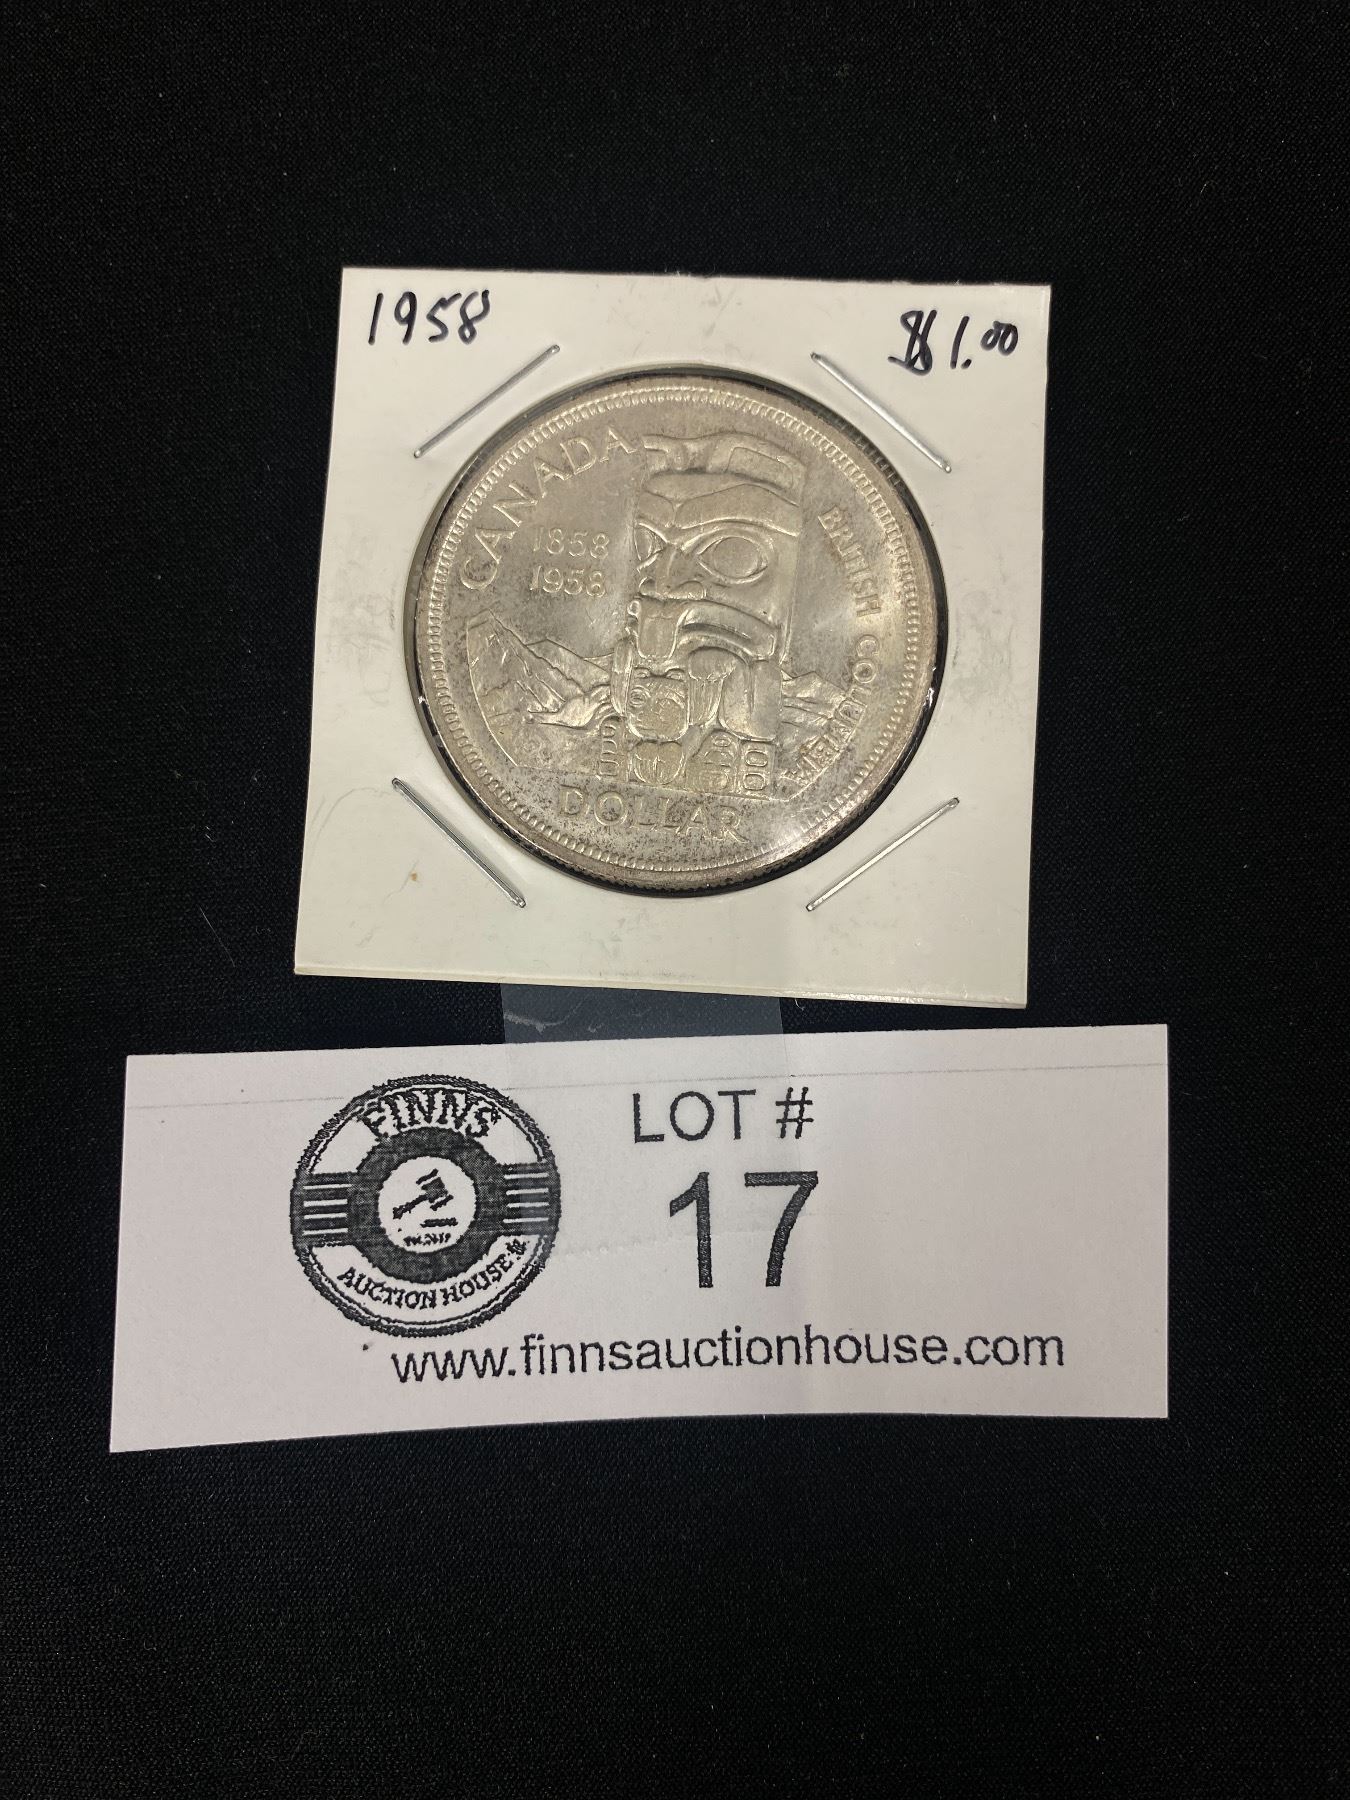 1958 $1.00
CANADA
1858
1958
BRITISH COLUMBIA
DOLLAR
FINNS
AUCTION HOUSE
LOT #
17
www.finnsauctionhouse.com